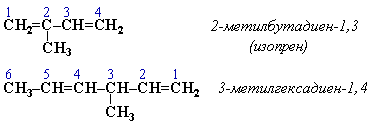 1 2 3 4
CH₂=C–CH=CH₂ 2-метилбутадиен-1,3
CH₃ (изопрен)
6 5 4 3 2 1
CH₃–CH=CH–CH–CH=CH₂ 3-метилгексадиен-1,4
CH₃